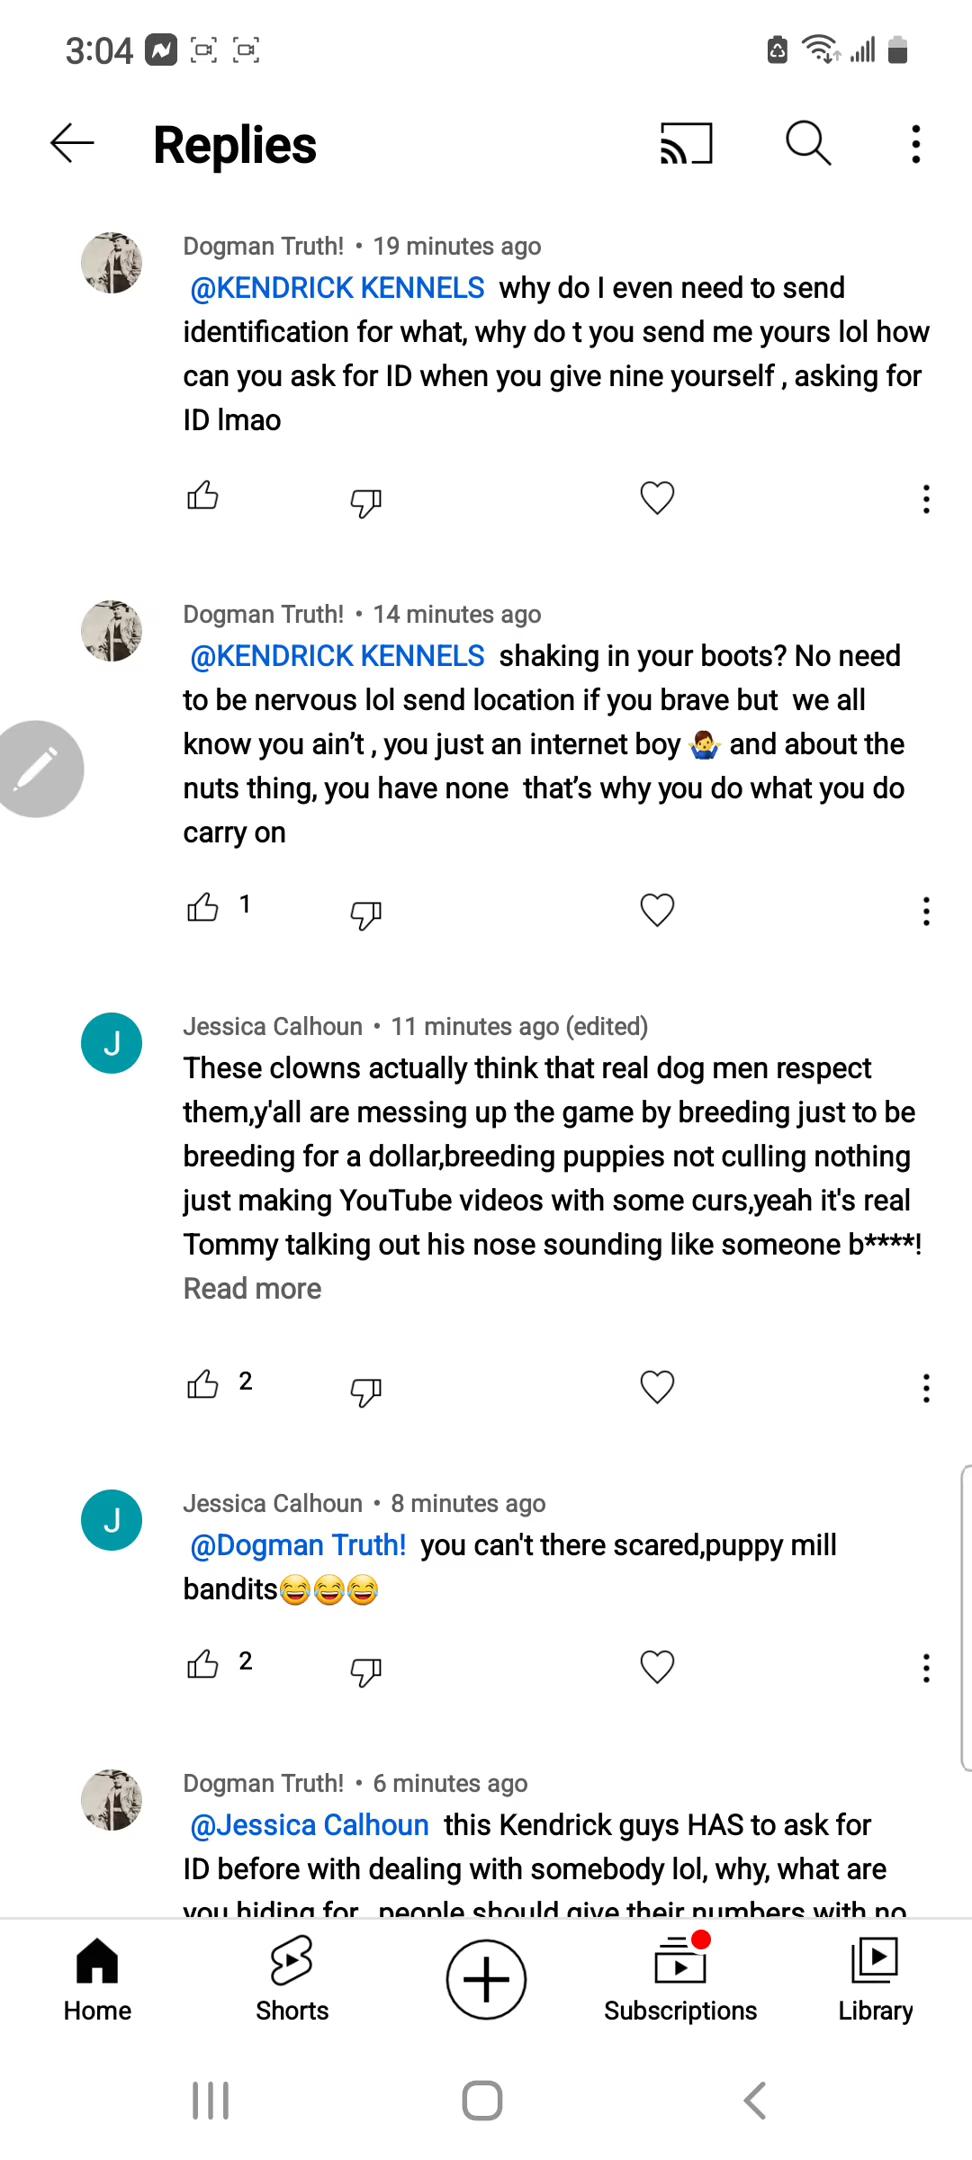 3:04
Replies
Dogman Truth! • 19 minutes ago
@KENDRICK KENNELS why do I even need to send
identification for what, why do t you send me yours lol how
can you ask for ID when you give nine yourself , asking for
ID lmao
Dogman Truth! • 14 minutes ago
@KENDRICK KENNELS shaking in your boots? No need
to be nervous lol send location if you brave but we all
know you ain’t , you just an internet boy 🤷‍♂️ and about the
nuts thing, you have none that’s why you do what you do
carry on
1
J
Jessica Calhoun • 11 minutes ago (edited)
These clowns actually think that real dog men respect
them,y'all are messing up the game by breeding just to be
breeding for a dollar,breeding puppies not culling nothing
just making YouTube videos with some curs,yeah it's real
Tommy talking out his nose sounding like someone b****!
Read more
2
J
Jessica Calhoun • 8 minutes ago
@Dogman Truth! you can't there scared,puppy mill
bandits😂😂😂
2
Dogman Truth! • 6 minutes ago
@Jessica Calhoun this Kendrick guys HAS to ask for
ID before with dealing with somebody lol, why, what are
you hiding for , people should give their numbers with no
Home Shorts Subscriptions Library